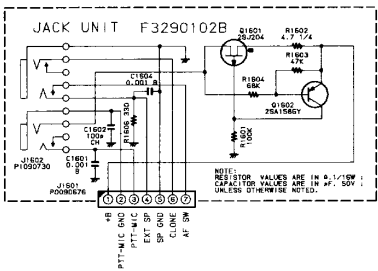 JACK UNIT F3290102B
Q1601
2SJ204
R1602
4.7 1/4
R1603
47K
C1604
0.001 B
R1604
68K
Q1602
2SA1586Y
R1606 330
C1602
100p
CH
R1601
100K
J1602
P1090730
C1601
0.001
B
J1601
P0090676
NOTE:
RESISTOR VALUES ARE IN Ω,1/16W ;
CAPACITOR VALUES ARE IN µF, 50V ;
UNLESS OTHERWISE NOTED.
1 2 3 4 5 6 7
+B
PTT-MIC GND
PTT-MIC
EXT SP
SP GND
CLONE
AF SW